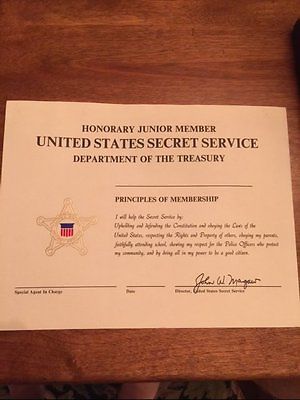 HONORARY JUNIOR MEMBER
UNITED STATES SECRET SERVICE
DEPARTMENT OF THE TREASURY
PRINCIPLES OF MEMBERSHIP
I will help the Secret Service by:
Upholding and defending the Constitution and obeying the Laws of the
United States, respecting the Rights and Property of others, obeying my parents,
faithfully attending school, showing my respect for the Police Officers who protect
my community, and by doing all in my power to be a good citizen.
John W. Magaw
Special Agent In Charge
Date
Director, United States Secret Service